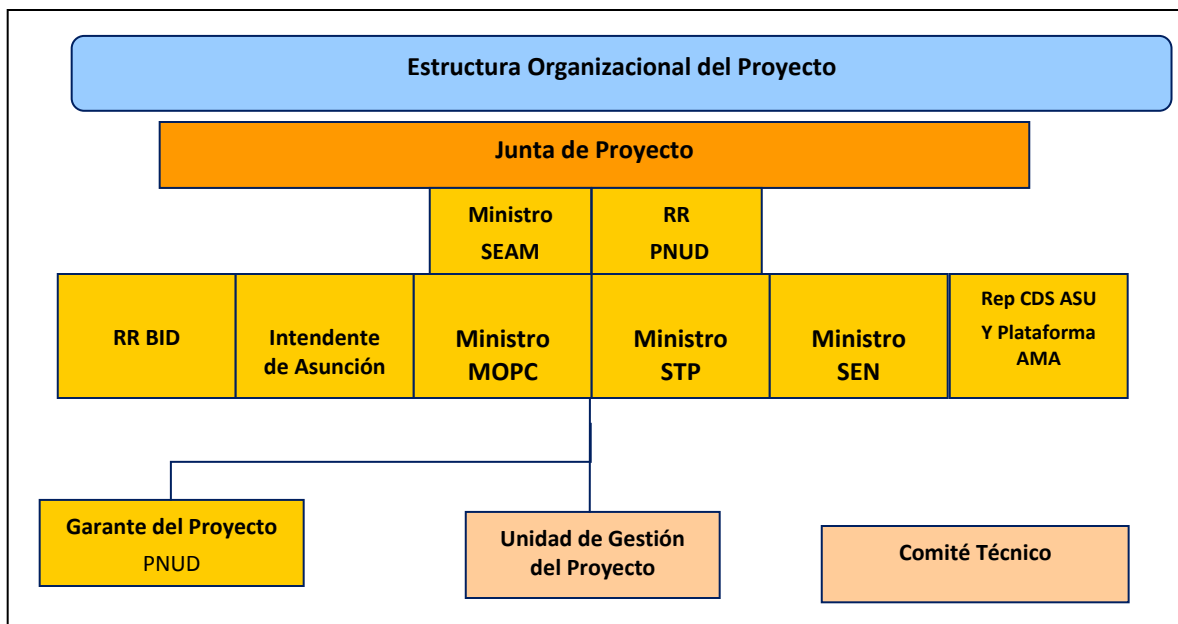 Estructura Organizacional del Proyecto
Junta de Proyecto
Ministro
SEAM
RR
PNUD
RR BID
Intendente
de Asunción
Ministro
MOPC
Ministro
STP
Ministro
SEN
Rep CDS ASU
Y Plataforma
AMA
Garante del Proyecto
PNUD
Unidad de Gestión
del Proyecto
Comité Técnico